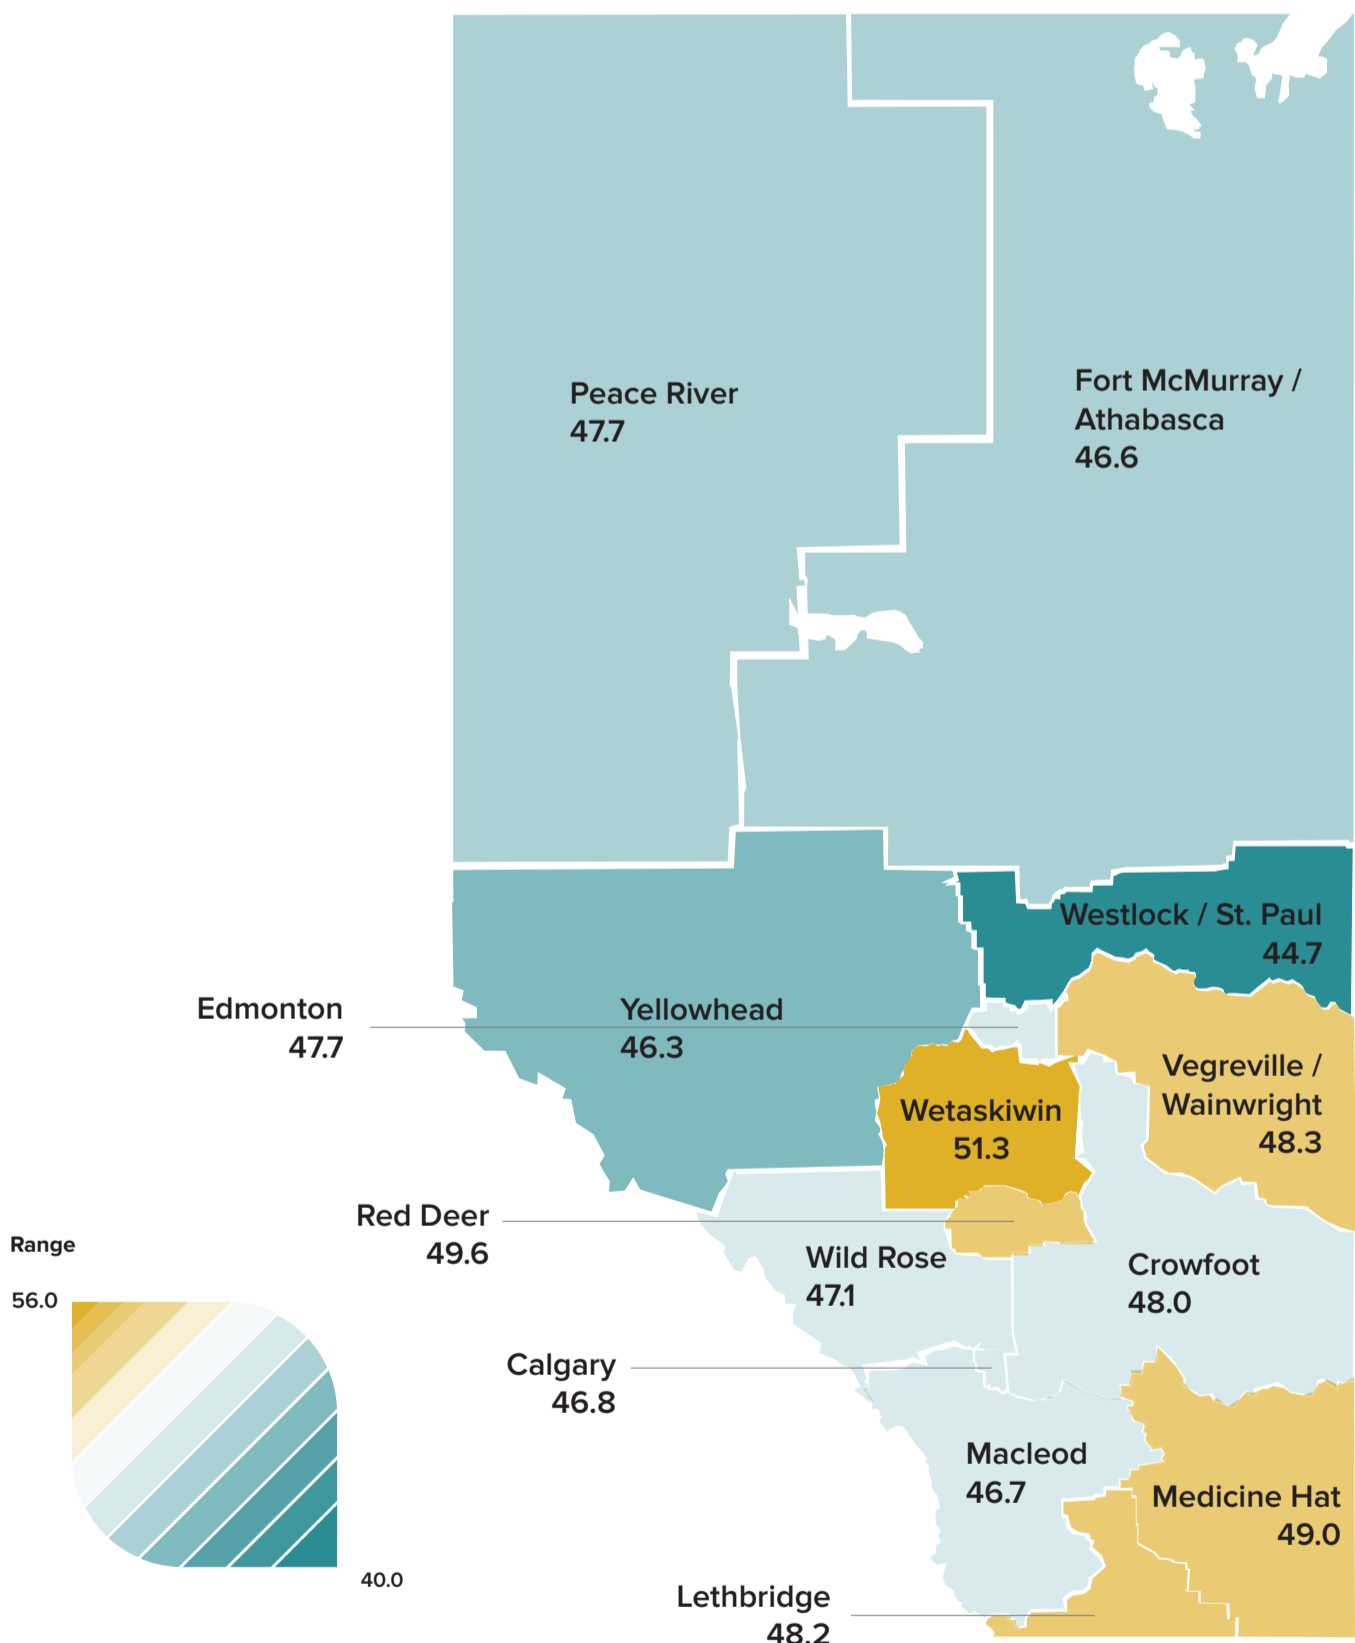 Peace River
47.7
Fort McMurray /
Athabasca
46.6
Westlock / St. Paul
44.7
Edmonton
47.7
Yellowhead
46.3
Vegreville /
Wainwright
48.3
Wetaskiwin
51.3
Red Deer
49.6
Wild Rose
47.1
Crowfoot
48.0
Range
56.0
40.0
Calgary
46.8
Macleod
46.7
Medicine Hat
49.0
Lethbridge
48.2